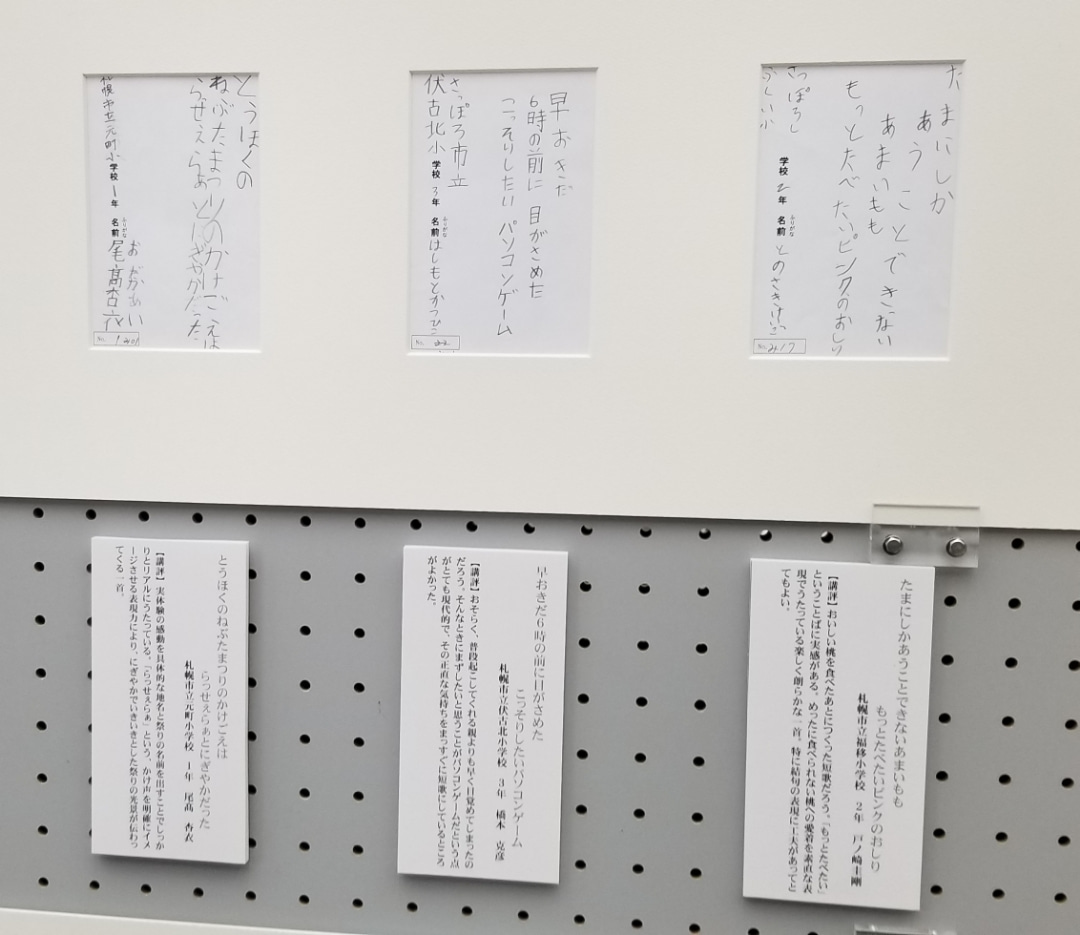 たまにしか
あうことできない
あまいもも
もっとたべたいピンクのおしり
さっぽろし
ふくい小
学校 2年 名前 とのさきけいご
ふりがな
No. 2み17
早おきだ
6時の前に目がさめた
こっそりしたいパソコンゲーム
さっぽろ市立
伏古北小
学校 3年 名前 はしもとかつひこ
ふりがな
No.
とうほくの
ねぶたまつりのかけごえは
らせえらあとにぎやかだった
札幌市立元町小学校 1年 名前 尾高杏衣
ふりがな
No.
たまにしかあうことできないあまいもも
もっとたべたいピンクのおしり
札幌市立福移小学校 2年 戸ノ崎圭剛
【講評】おいしい桃を食べたあとにつくった短歌だろう。「もっとたべたい」
ということばに実感がある。めったに食べられない桃への愛着を素直な表
現でうたっている楽しく朗らかな一首。特に結句の表現に工夫があってと
てもよい。
早おきだ6時の前に目がさめた
こっそりしたいパソコンゲーム
札幌市立伏古北小学校 3年 橋本 克彦
【講評】おそらく、普段起こしてくれる親よりも早く目覚めてしまったの
だろう。そんなときにまずしたいと思うことがパソコンゲームだという点
がとても現代的で、その正直な気持ちをまっすぐに短歌にしているところ
がよかった。
とうほくのねぶたまつりのかけごえは
らっせぇらぁとにぎやかだった
札幌市立元町小学校 1年 尾髙 杏衣
【講評】実体験の感動を具体的な地名と祭りの名前を出すことでしっか
りとリアルにうたっている。「らっせぇらぁ」という、かけ声を明確にイメ
ージさせる表現力により、にぎやかでいきいきとした祭りの光景が伝わっ
てくる一首。